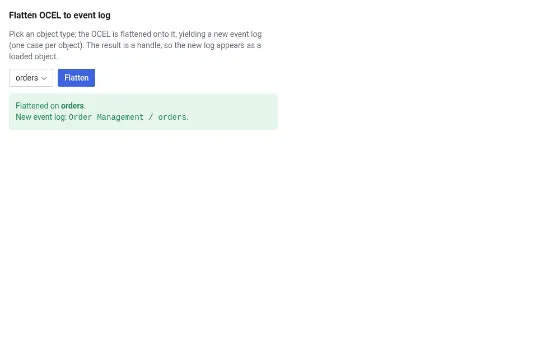 Flatten OCEL to event log
Pick an object type; the OCEL is flattened onto it, yielding a new event log
(one case per object). The result is a handle, so the new log appears as a
loaded object.
orders Flatten
Flattened on orders.
New event log: Order Management / orders.